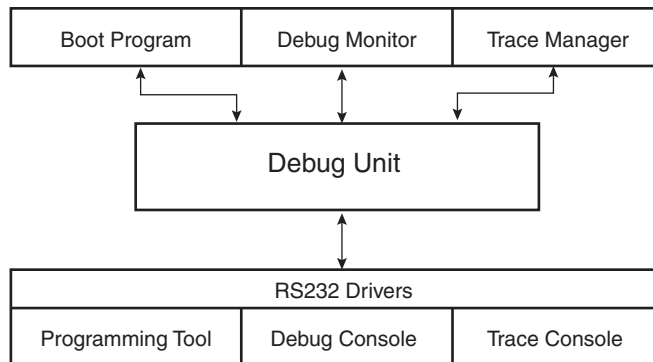 Boot Program
Debug Monitor
Trace Manager
Debug Unit
RS232 Drivers
Programming Tool
Debug Console
Trace Console